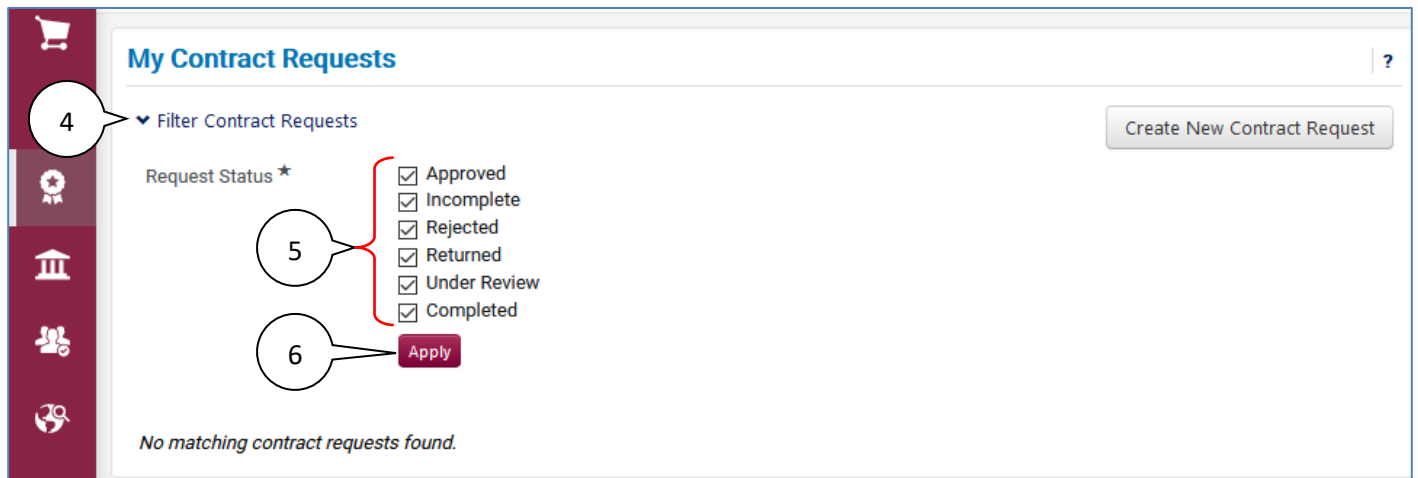 My Contract Requests ?
4 Filter Contract Requests Create New Contract Request
Request Status ★ Approved
Incomplete
Rejected
5 Returned
Under Review
Completed
6 Apply
No matching contract requests found.